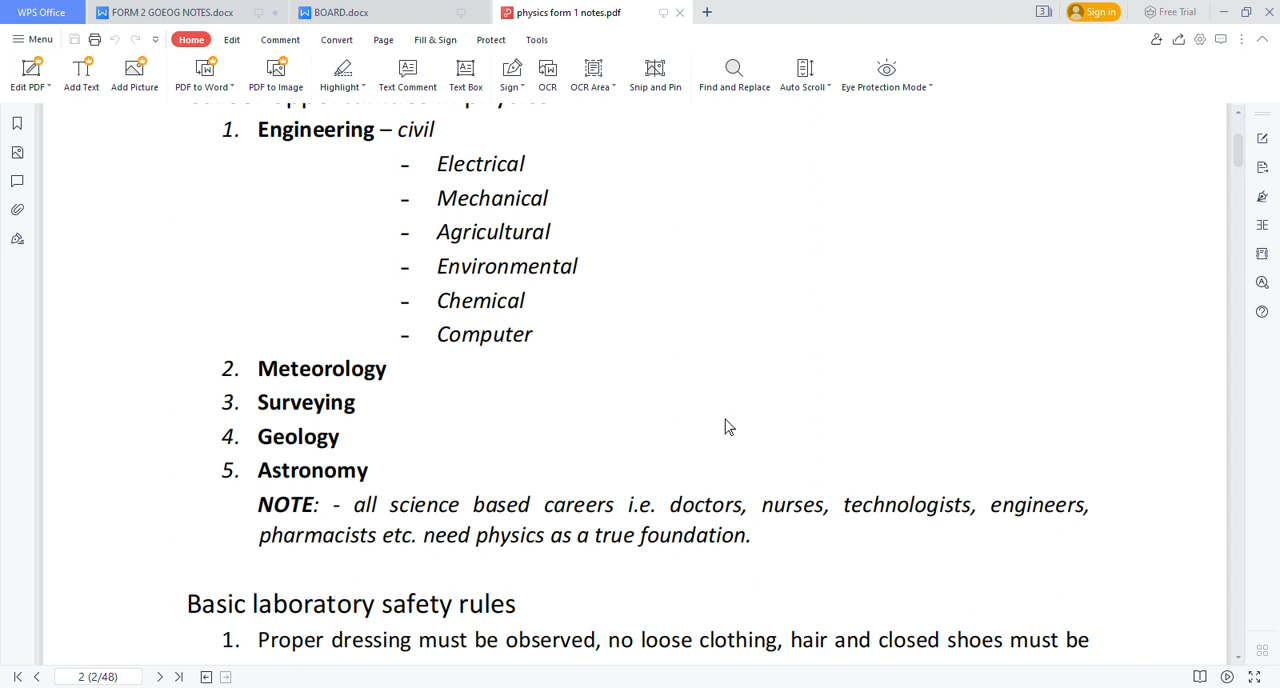 WPS Office
FORM 2 GOEOG NOTES.docx
BOARD.docx
physics form 1 notes.pdf
3
Sign in
Free Trial
Menu
Home
Edit
Comment
Convert
Page
Fill & Sign
Protect
Tools
Edit PDF
Add Text
Add Picture
PDF to Word
PDF to Image
Highlight
Text Comment
Text Box
Sign
OCR
OCR Area
Snip and Pin
Find and Replace
Auto Scroll
Eye Protection Mode
1. Engineering – civil
- Electrical
- Mechanical
- Agricultural
- Environmental
- Chemical
- Computer
2. Meteorology
3. Surveying
4. Geology
5. Astronomy
NOTE: - all science based careers i.e. doctors, nurses, technologists, engineers,
pharmacists etc. need physics as a true foundation.
Basic laboratory safety rules
1. Proper dressing must be observed, no loose clothing, hair and closed shoes must be
2 (2/48)